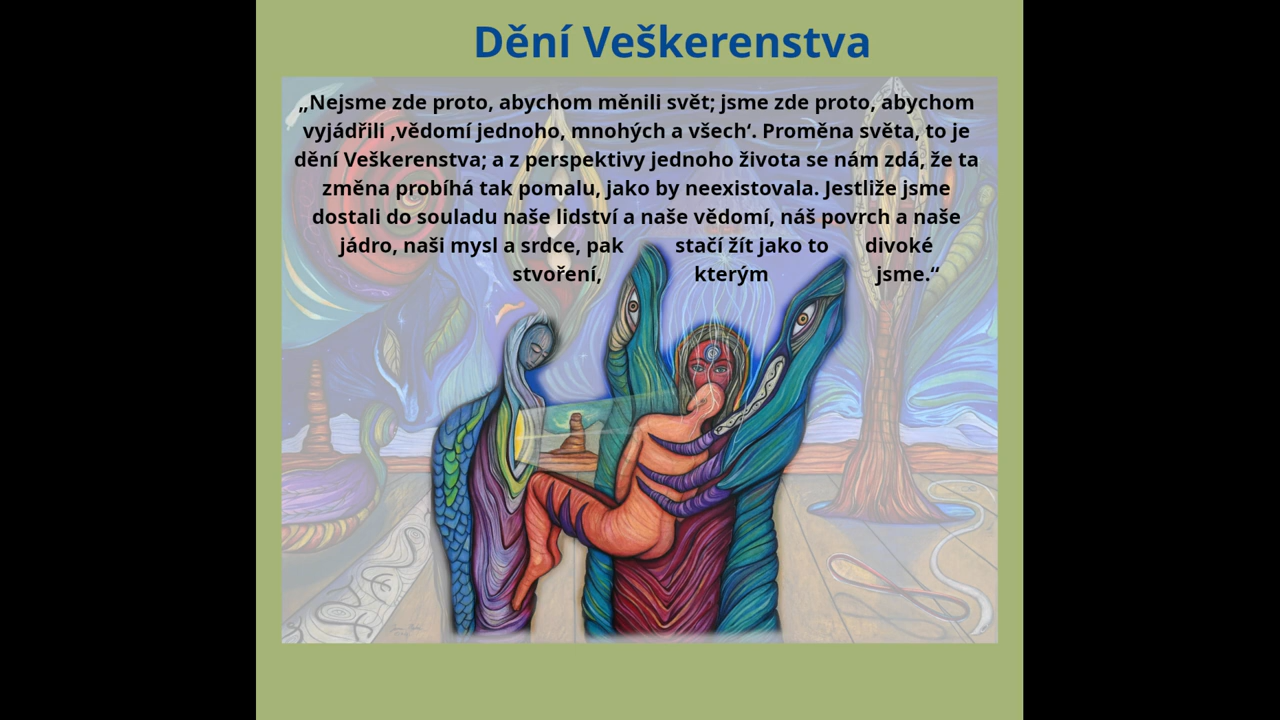 Dění Veškerenstva
„Nejsme zde proto, abychom měnili svět; jsme zde proto, abychom
vyjádřili ‚vědomí jednoho, mnohých a všech‘. Proměna světa, to je
dění Veškerenstva; a z perspektivy jednoho života se nám zdá, že ta
změna probíhá tak pomalu, jako by neexistovala. Jestliže jsme
dostali do souladu naše lidství a naše vědomí, náš povrch a naše
jádro, naši mysl a srdce, pak stačí žít jako to divoké
stvoření, kterým jsme.“